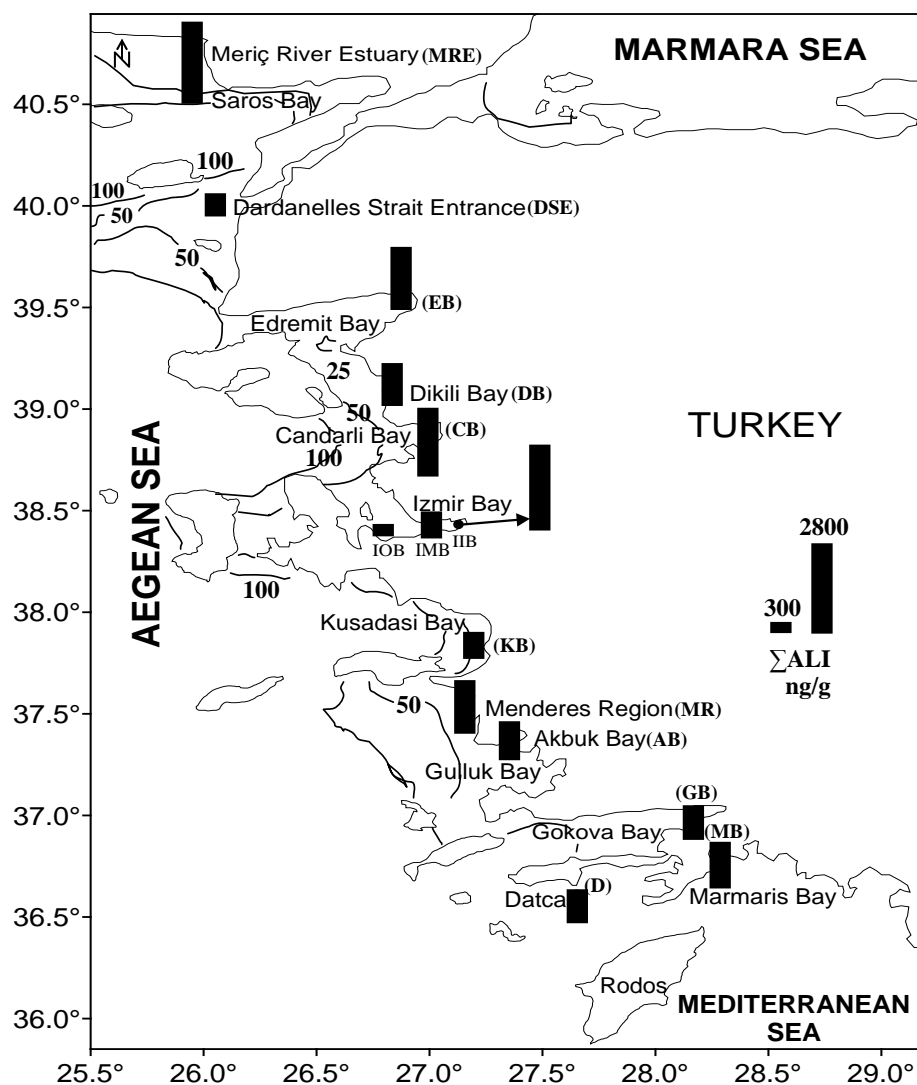 Meriç River Estuary (MRE)
MARMARA SEA
N
Saros Bay
40.5°
100
100
40.0°
50
Dardanelles Strait Entrance(DSE)
50
39.5°
(EB)
Edremit Bay
25
39.0°
Dikili Bay (DB)
50
Candarli Bay
(CB)
TURKEY
100
AEGEAN SEA
38.5°
Izmir Bay
IOB
IMB
IIB
2800
300
∑ALI
ng/g
38.0°
100
Kusadasi Bay
(KB)
37.5°
50
Menderes Region(MR)
Akbuk Bay(AB)
Gulluk Bay
37.0°
(GB)
Gokova Bay
(MB)
36.5°
Datca
(D)
Marmaris Bay
36.0°
Rodos
MEDITERRANEAN
SEA
25.5° 26.0° 26.5° 27.0° 27.5° 28.0° 28.5° 29.0°